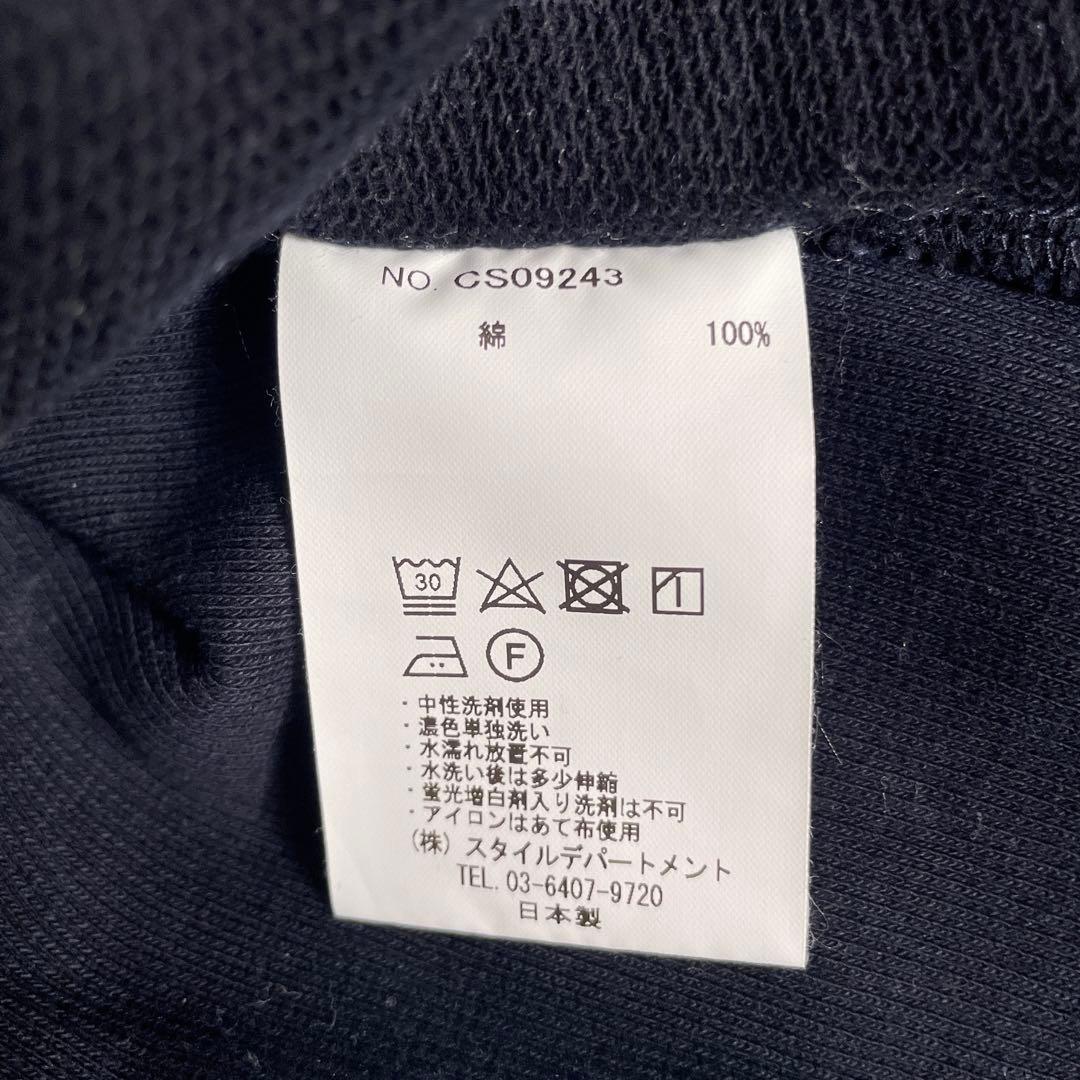 NO. CS09243
綿 100%
30
F
・中性洗剤使用
・濃色単独洗い
・水濡れ放置不可
・水洗い後は多少伸縮
・蛍光増白剤入り洗剤は不可
・アイロンはあて布使用
(株) スタイルデパートメント
TEL. 03-6407-9720
日本製